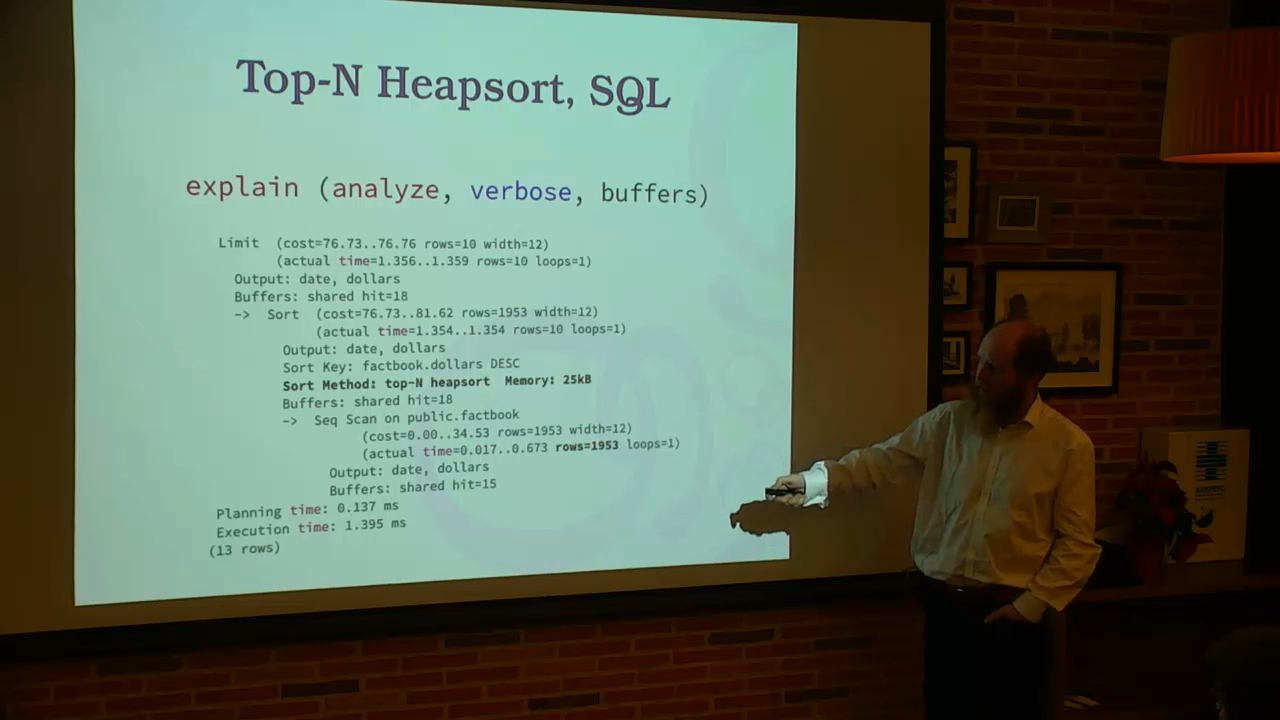 Top-N Heapsort, SQL
explain (analyze, verbose, buffers)
Limit (cost=76.73..76.76 rows=10 width=12)
(actual time=1.356..1.359 rows=10 loops=1)
Output: date, dollars
Buffers: shared hit=18
-> Sort (cost=76.73..81.62 rows=1953 width=12)
(actual time=1.354..1.354 rows=10 loops=1)
Output: date, dollars
Sort Key: factbook.dollars DESC
Sort Method: top-N heapsort Memory: 25kB
Buffers: shared hit=18
-> Seq Scan on public.factbook
(cost=0.00..34.53 rows=1953 width=12)
(actual time=0.017..0.673 rows=1953 loops=1)
Output: date, dollars
Buffers: shared hit=15
Planning time: 0.137 ms
Execution time: 1.395 ms
(13 rows)